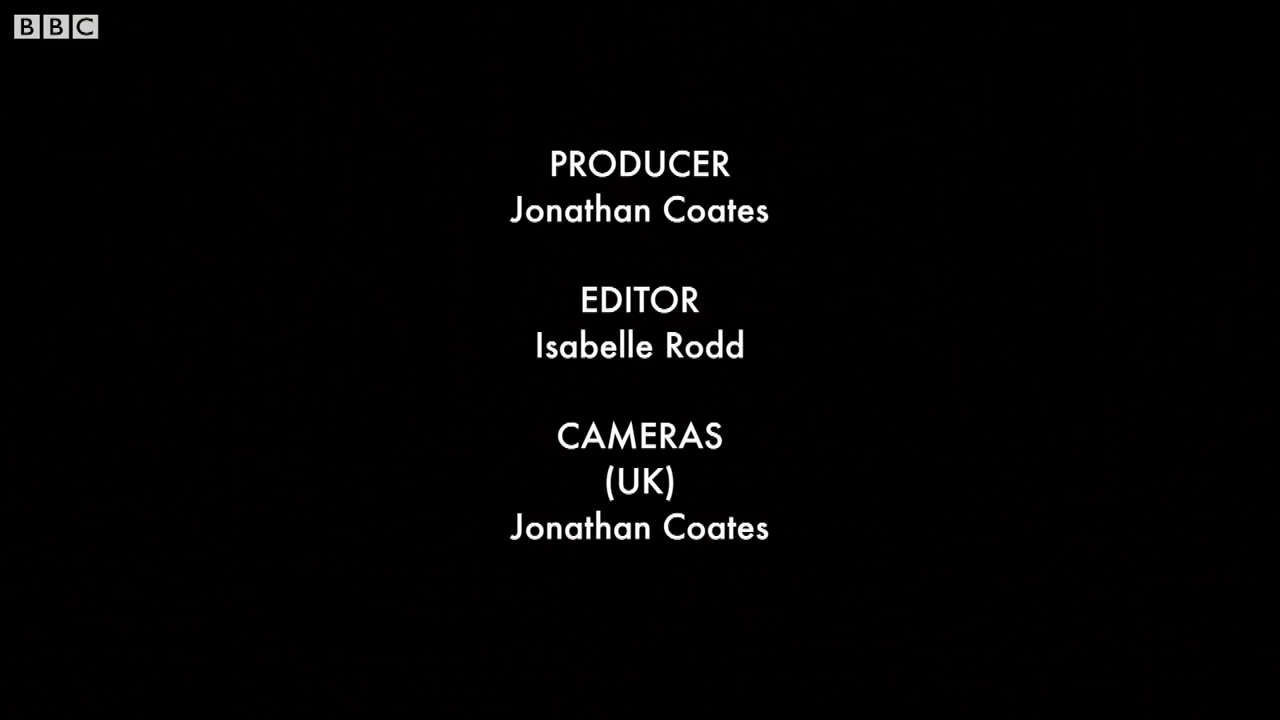 BBC
PRODUCER
Jonathan Coates
EDITOR
Isabelle Rodd
CAMERAS
(UK)
Jonathan Coates